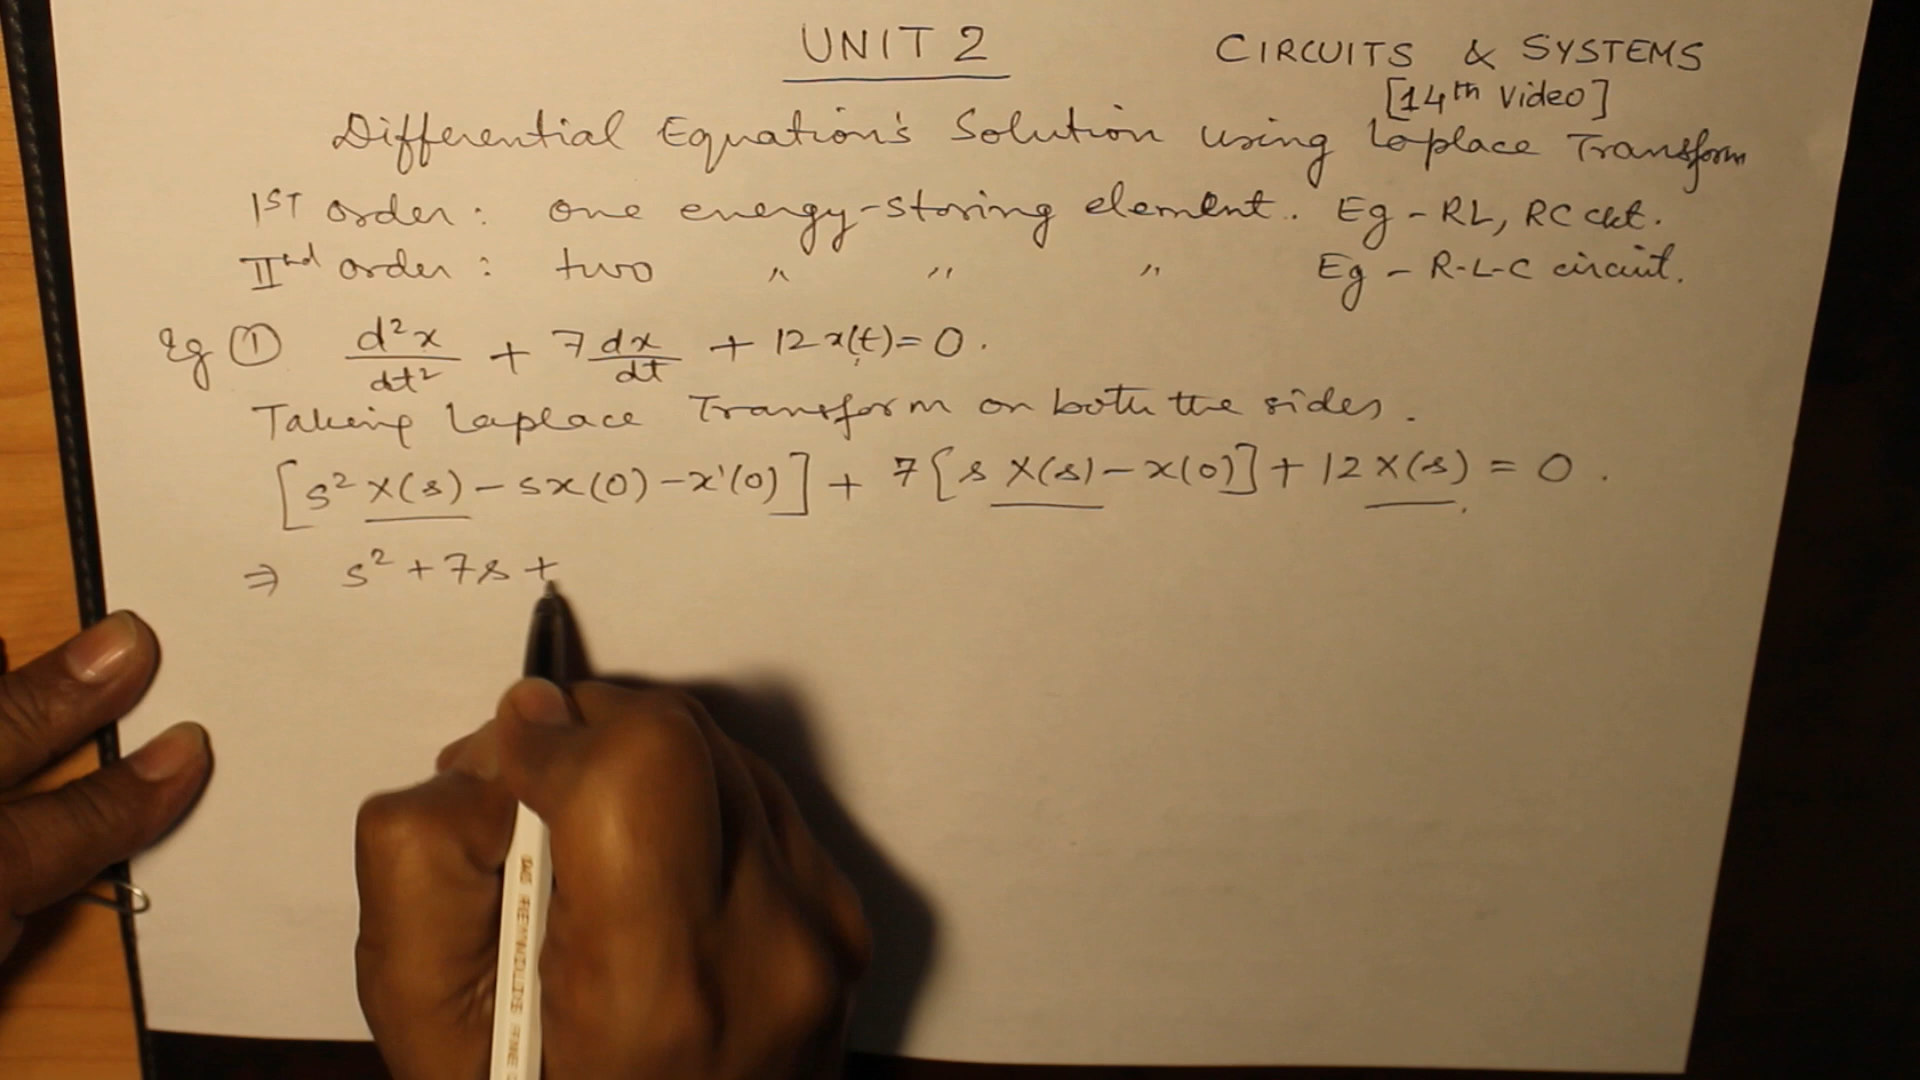 UNIT 2
CIRCUITS & SYSTEMS
[14th Video]
Differential Equation's Solution using Laplace Transform
1ST order : one energy-storing element. Eg - RL, RC ckt.
IInd order : two " " " Eg - R-L-C circuit.
Eg ① d²x/dt² + 7 dx/dt + 12 x(t) = 0 .
Taking Laplace Transform on both the sides .
[s² X(s) - sx(0) - x'(0)] + 7 [s X(s) - x(0)] + 12 X(s) = 0 .
⇒ s² + 7s +